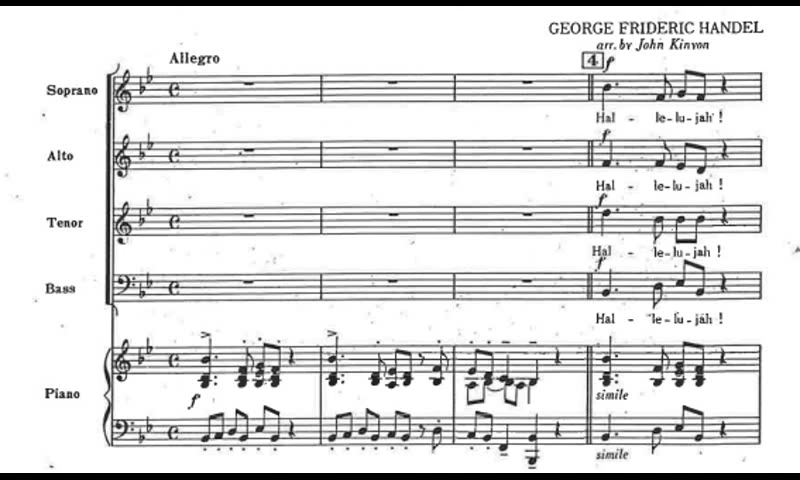 GEORGE FRIDERIC HANDEL
arr. by John Kinyon
Allegro
4 f
Soprano
Hal - le-lu-jah!
f
Alto
Hal - le-lu-jah!
f
Tenor
Hal - le-lu-jah!
f
Bass
Hal - le-lu-jah!
Piano
f
simile
simile